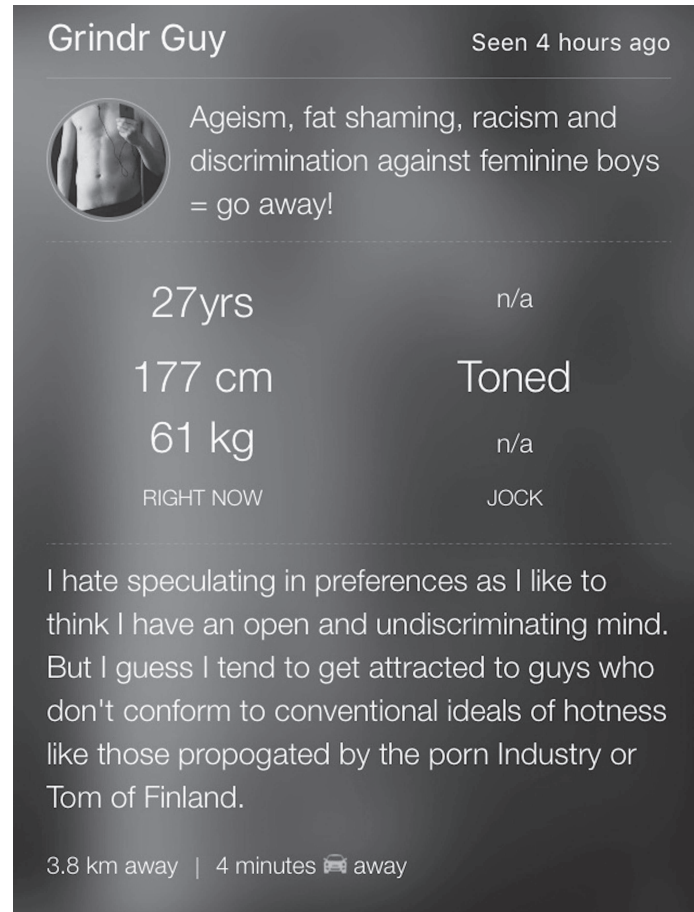 Grindr Guy
Seen 4 hours ago
Ageism, fat shaming, racism and
discrimination against feminine boys
= go away!
27yrs
n/a
177 cm
Toned
61 kg
n/a
RIGHT NOW
JOCK
I hate speculating in preferences as I like to
think I have an open and undiscriminating mind.
But I guess I tend to get attracted to guys who
don't conform to conventional ideals of hotness
like those propogated by the porn Industry or
Tom of Finland.
3.8 km away | 4 minutes 🚘 away